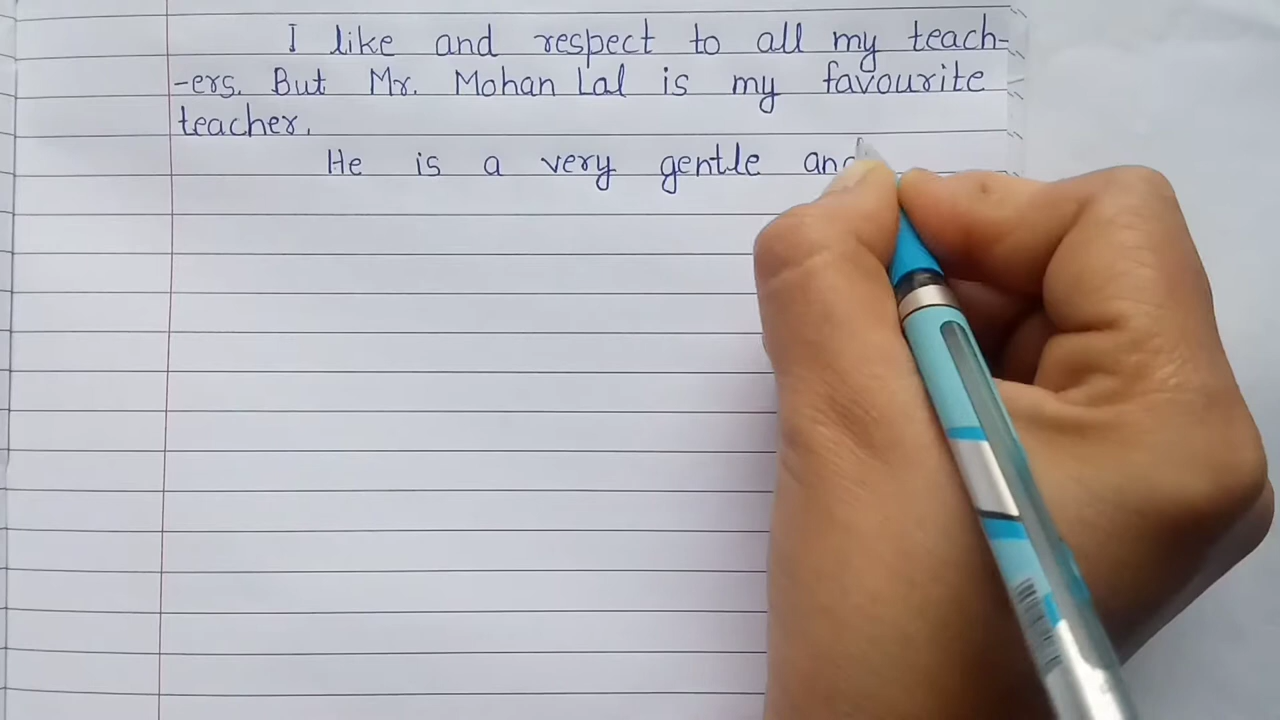 I like and respect to all my teach-
-ers. But Mr. Mohan Lal is my favourite
teacher.
He is a very gentle and